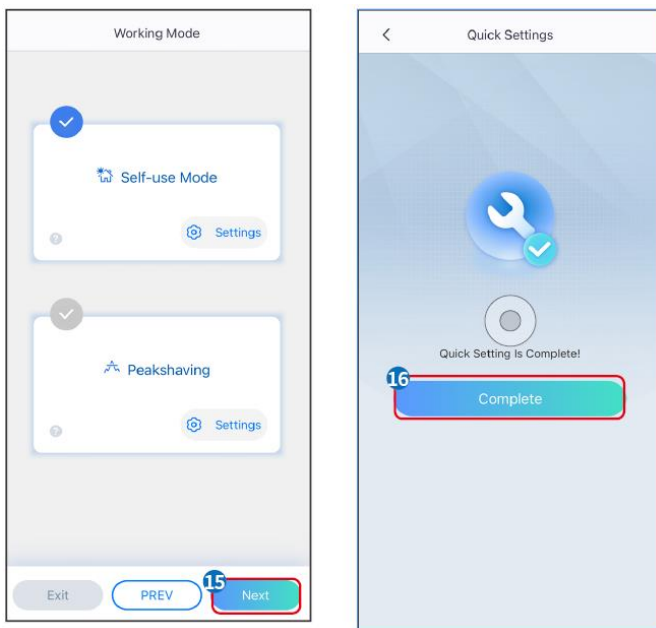 Working Mode
Self-use Mode
Settings
Peakshaving
Settings
Exit
PREV
15
Next
Quick Settings
Quick Setting Is Complete!
16
Complete